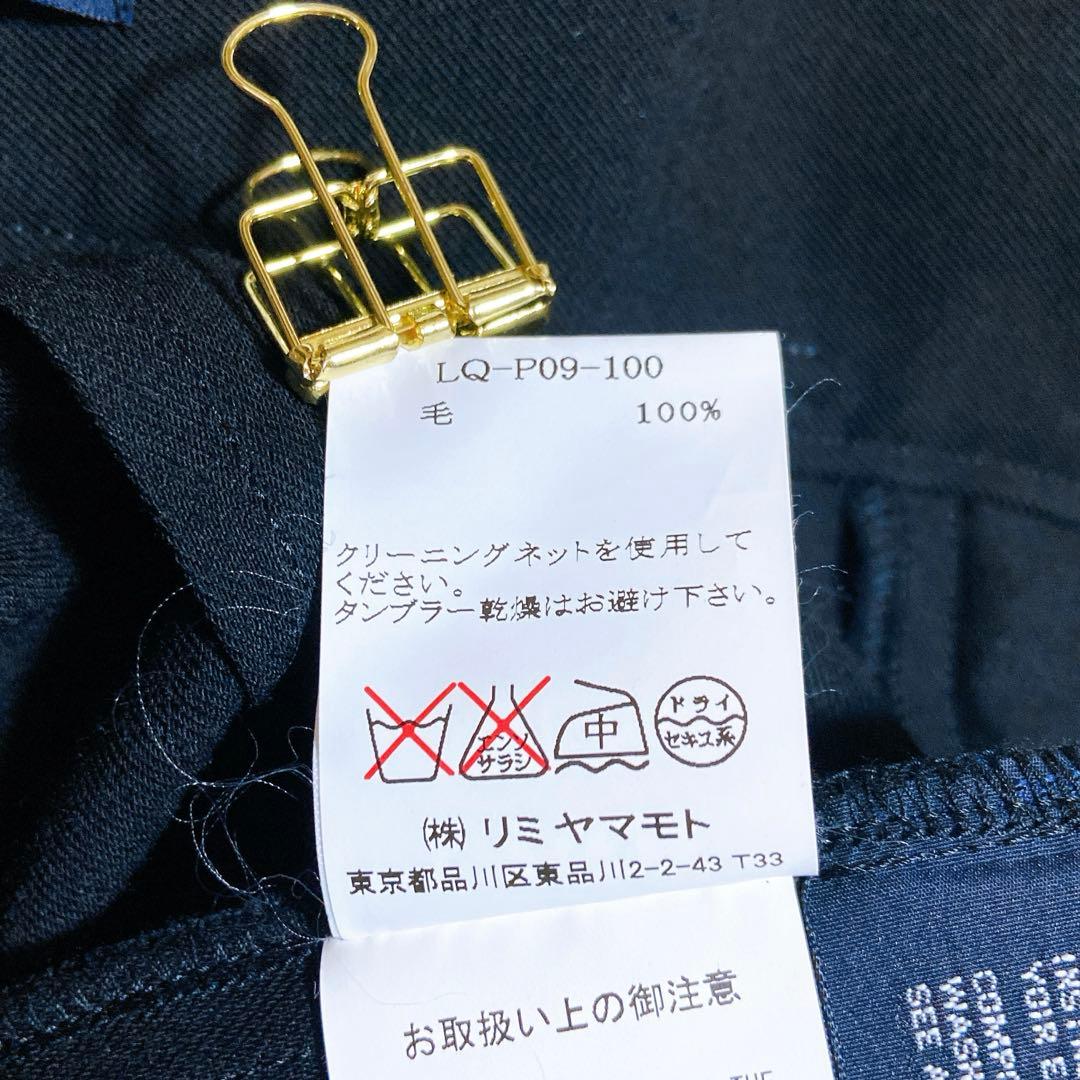 LQ-P09-100
毛 100%
クリーニングネットを使用して
ください。
タンブラー乾燥はお避け下さい。
エンソ
サラシ
中
ドライ
セキユ系
㈱ リミヤマモト
東京都品川区東品川2-2-43 T33
お取扱い上の御注意
THE
SEE
WASH
YOUR